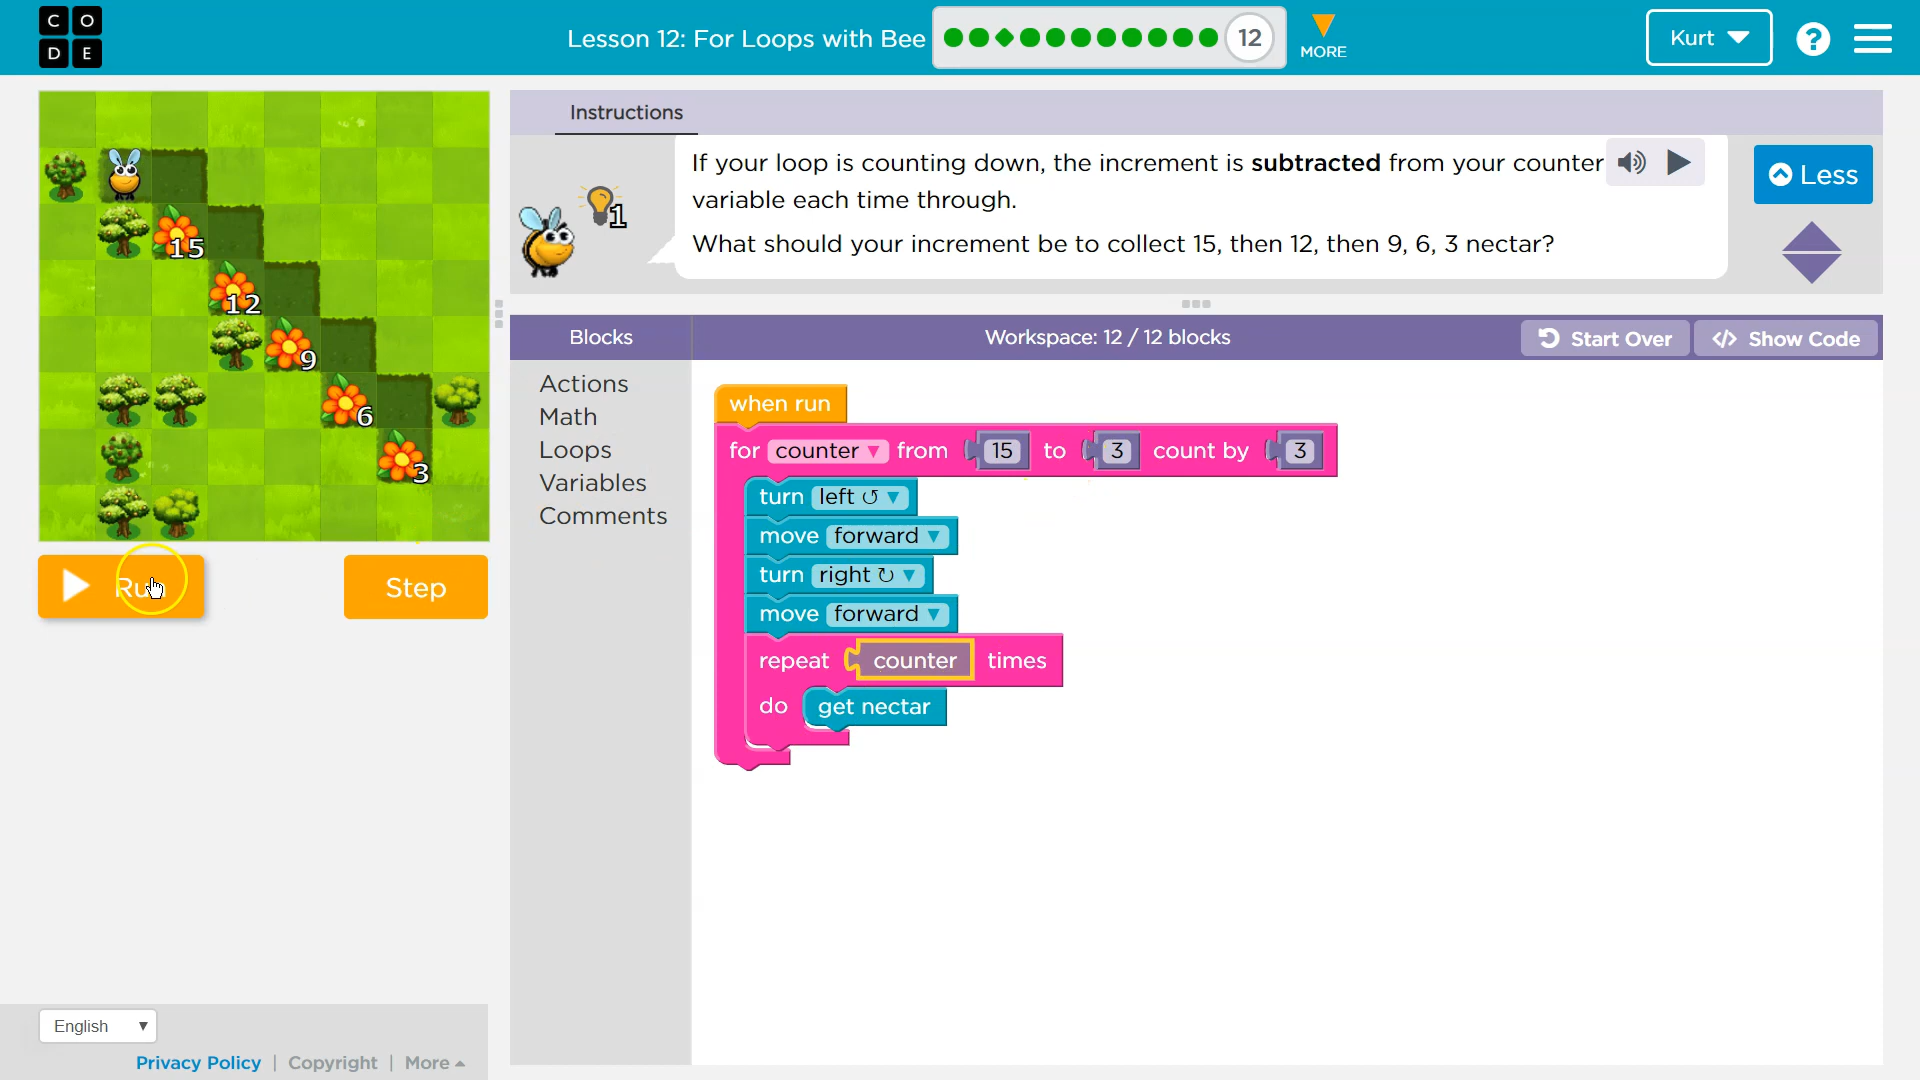 C O
D E
Lesson 12: For Loops with Bee
12
MORE
Kurt
?
Instructions
If your loop is counting down, the increment is subtracted from your counter
variable each time through.
What should your increment be to collect 15, then 12, then 9, 6, 3 nectar?
1
Less
15
12
9
6
3
Blocks
Workspace: 12 / 12 blocks
Start Over
</> Show Code
Actions
Math
Loops
Variables
Comments
when run
for counter from 15 to 3 count by 3
turn left
move forward
turn right
move forward
repeat counter times
do get nectar
Run
Step
English
Privacy Policy | Copyright | More